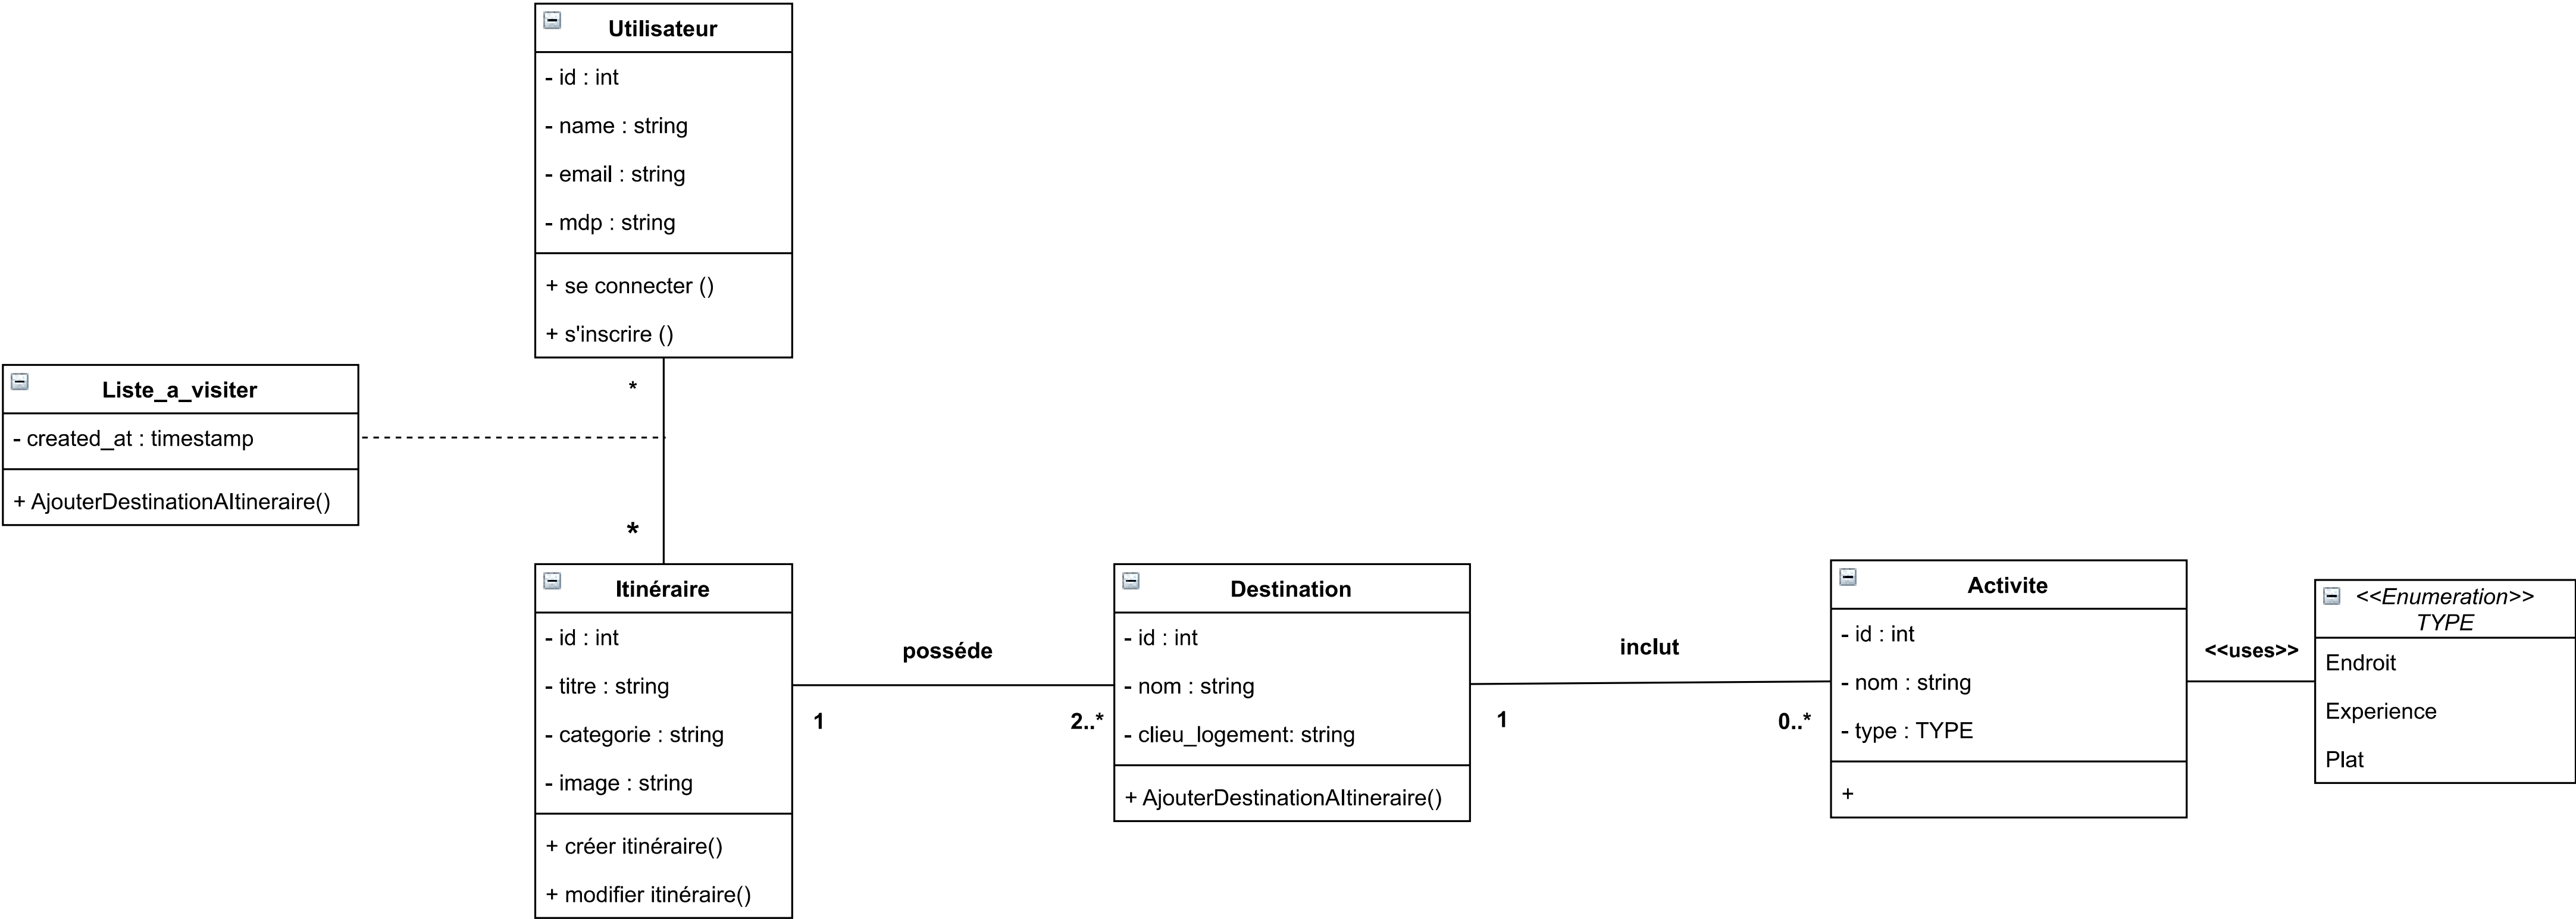 Utilisateur
- id : int
- name : string
- email : string
- mdp : string
+ se connecter ()
+ s'inscrire ()
*
Liste_a_visiter
- created_at : timestamp
+ AjouterDestinationAItineraire()
*
Itinéraire
- id : int
- titre : string
- categorie : string
- image : string
+ créer itinéraire()
+ modifier itinéraire()
posséde
1
2..*
Destination
- id : int
- nom : string
- clieu_logement: string
+ AjouterDestinationAItineraire()
inclut
1
0..*
Activite
- id : int
- nom : string
- type : TYPE
+
<<uses>>
<<Enumeration>>
TYPE
Endroit
Experience
Plat